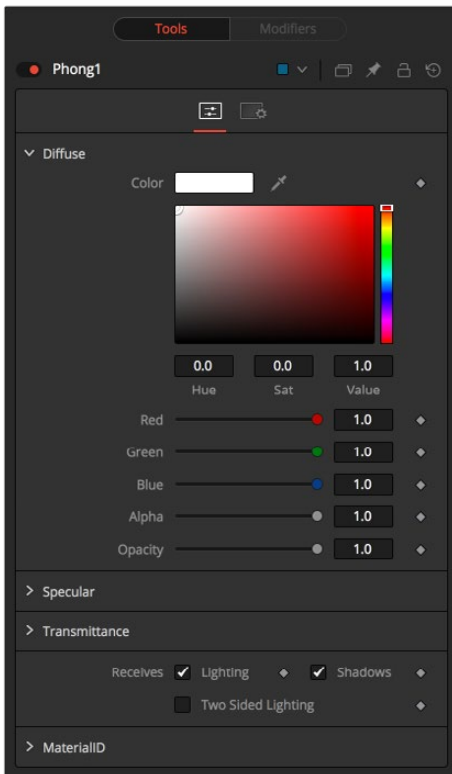 Tools Modifiers
Phong1
Diffuse
Color
0.0 0.0 1.0
Hue Sat Value
Red 1.0
Green 1.0
Blue 1.0
Alpha 1.0
Opacity 1.0
Specular
Transmittance
Receives Lighting Shadows
Two Sided Lighting
MaterialID